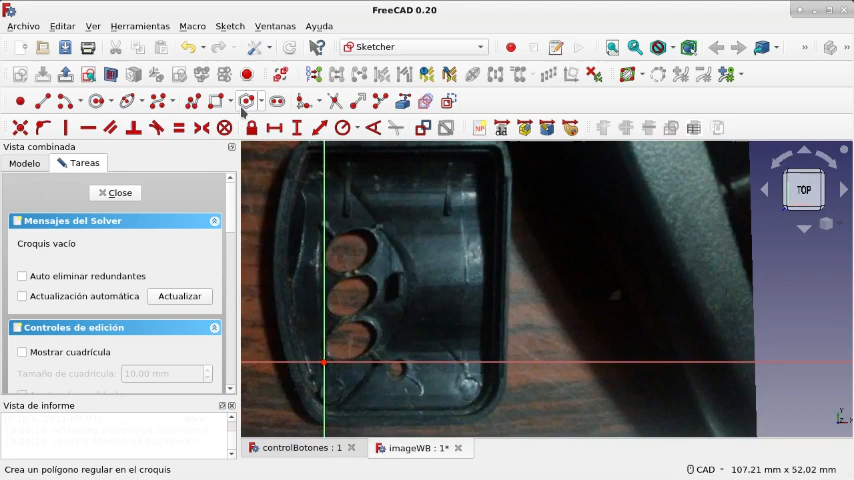 FreeCAD 0.20
Archivo Editar Ver Herramientas Macro Sketch Ventanas Ayuda
Sketcher
NP
Vista combinada
Modelo Tareas
Close
Mensajes del Solver
Croquis vacío
Auto eliminar redundantes
Actualización automática Actualizar
Controles de edición
Mostrar cuadrícula
Tamaño de cuadrícula: 10.00 mm
Vista de informe
TOP
controlBotones : 1 imageWB : 1*
Crea un polígono regular en el croquis CAD 107,21 mm x 52,02 mm